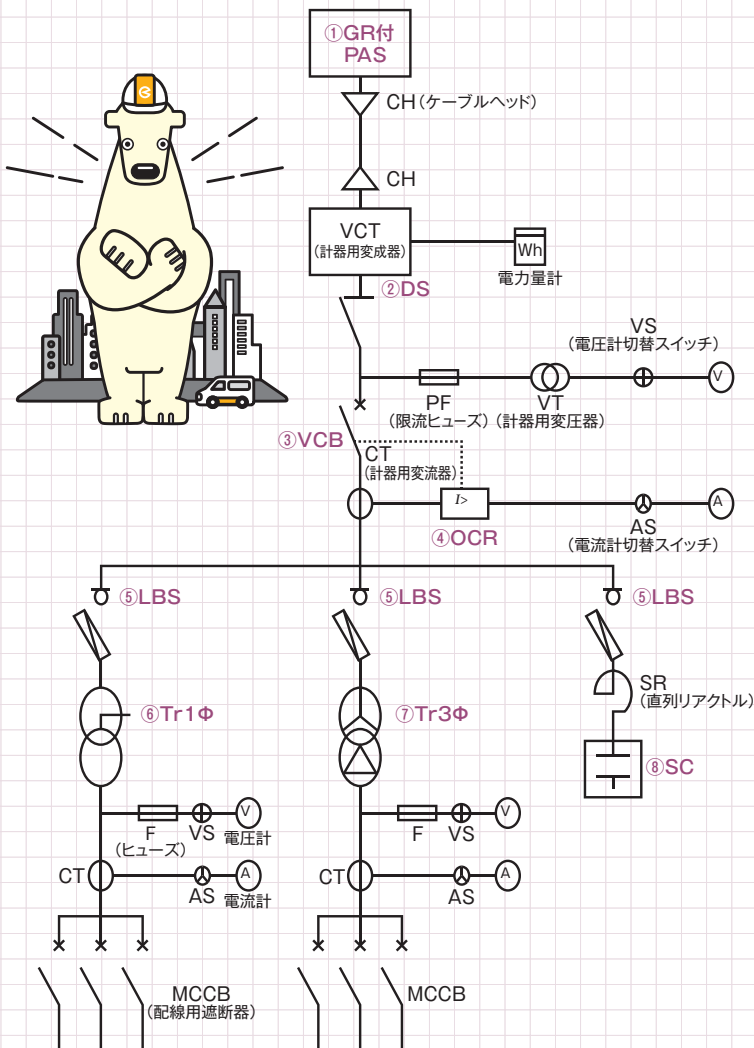 ①GR付
PAS
CH(ケーブルヘッド)
CH
VCT
(計器用変成器)
Wh
電力量計
②DS
VS
(電圧計切替スイッチ)
V
PF
(限流ヒューズ)
VT
(計器用変圧器)
③VCB
CT
(計器用変流器)
I>
A
④OCR
AS
(電流計切替スイッチ)
⑤LBS
⑤LBS
⑤LBS
SR
(直列リアクトル)
⑥Tr1Φ
⑦Tr3Φ
⑧SC
V
F
(ヒューズ)
VS
電圧計
V
F
VS
CT
A
AS
電流計
CT
A
AS
MCCB
(配線用遮断器)
MCCB